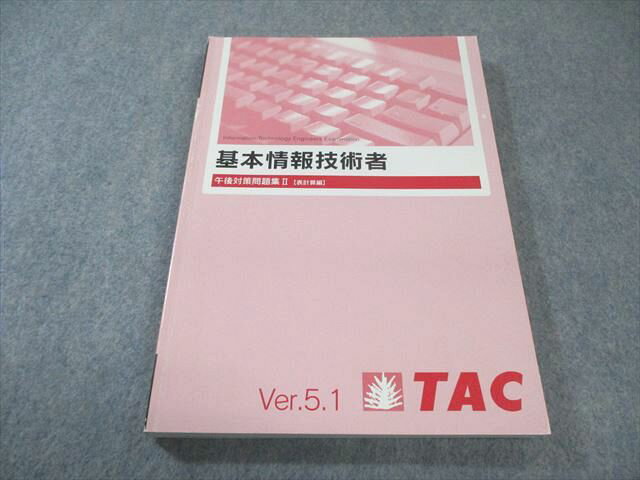 Information Technology Engineers Examination
基本情報技術者
午後対策問題集Ⅱ【表計算編】
Ver.5.1 TAC